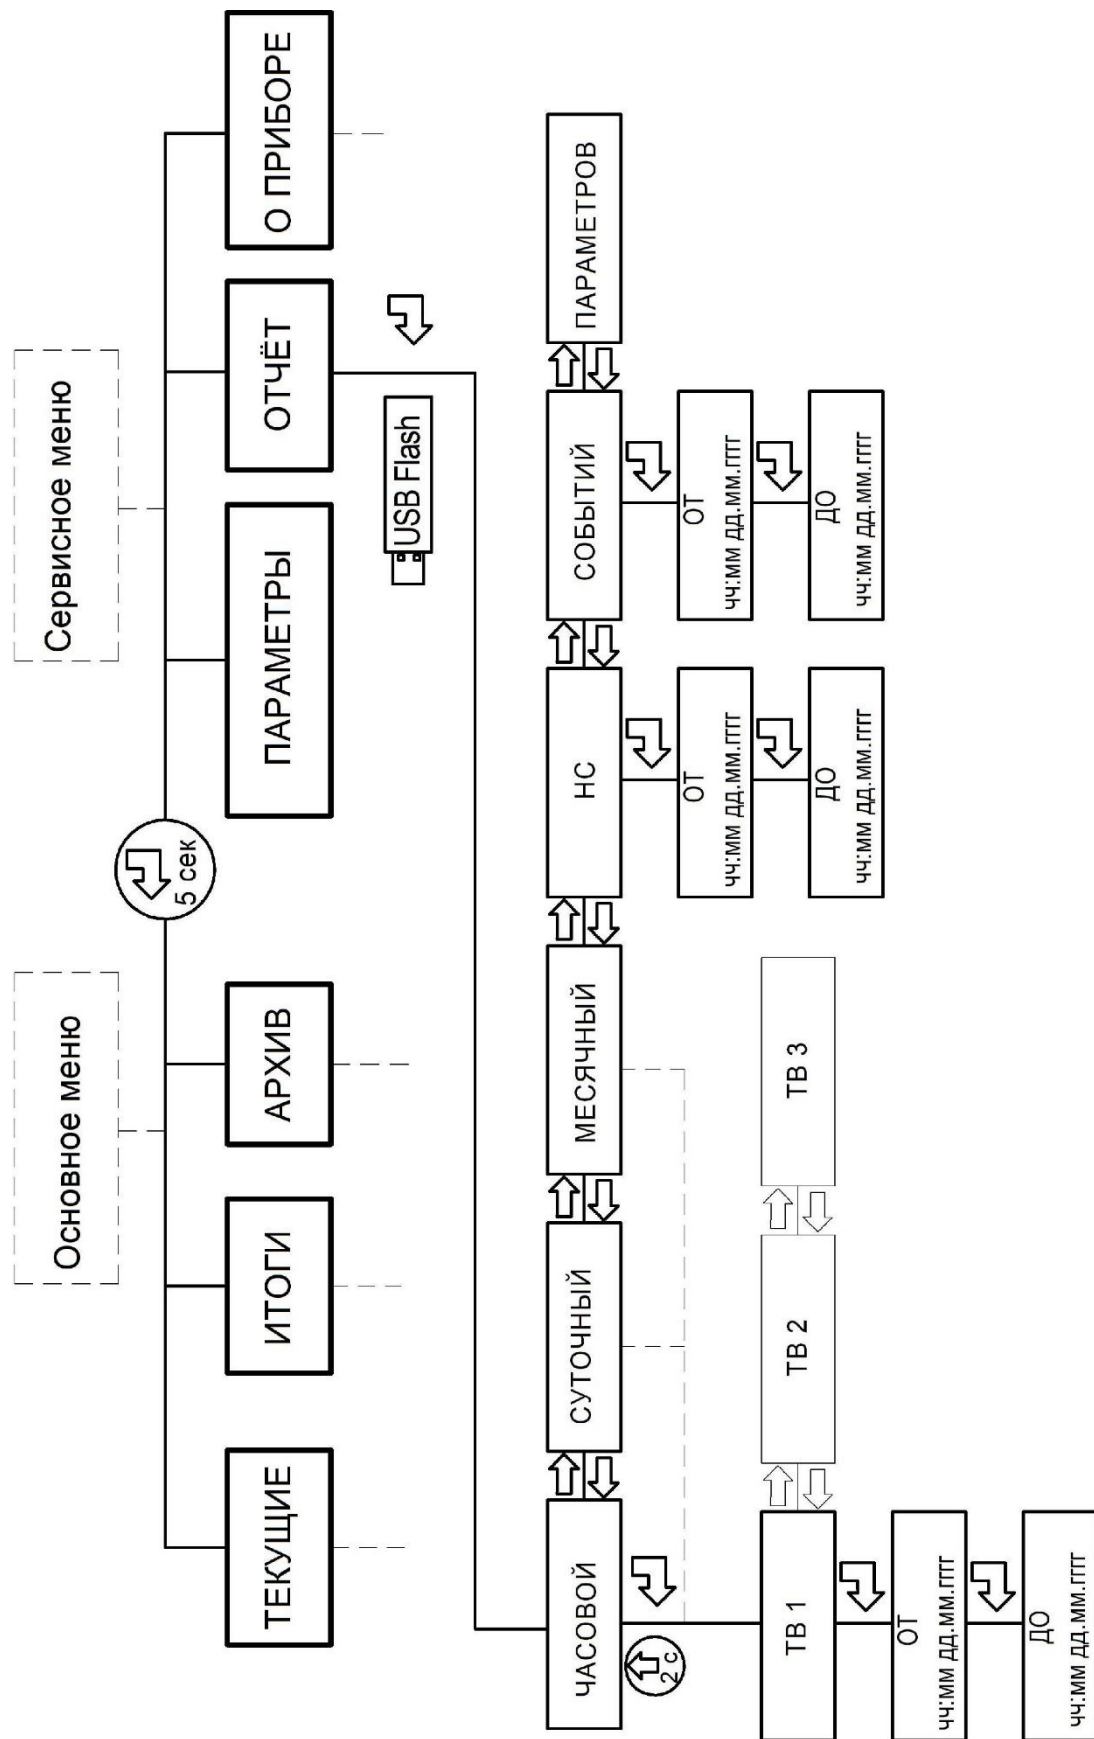 Основное меню
Сервисное меню
5 сек
ТЕКУЩИЕ
ИТОГИ
АРХИВ
ПАРАМЕТРЫ
ОТЧЁТ
О ПРИБОРЕ
USB Flash
ЧАСОВОЙ
СУТОЧНЫЙ
МЕСЯЧНЫЙ
НС
СОБЫТИЙ
ПАРАМЕТРОВ
2 с
ОТ
чч:мм дд.мм.гггг
ОТ
чч:мм дд.мм.гггг
ТВ 1
ТВ 2
ТВ 3
ДО
чч:мм дд.мм.гггг
ДО
чч:мм дд.мм.гггг
ОТ
чч:мм дд.мм.гггг
ДО
чч:мм дд.мм.гггг